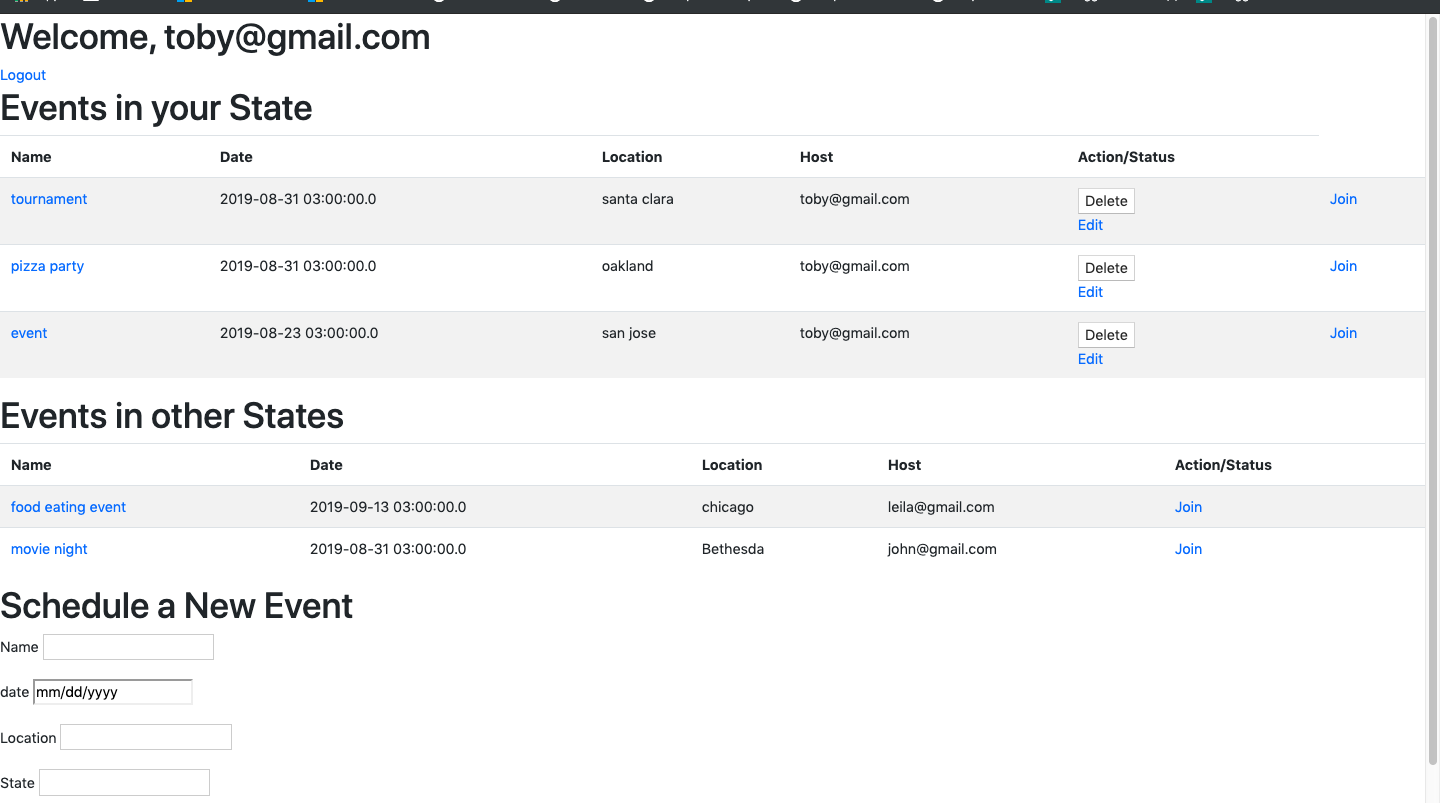 Welcome, toby@gmail.com
Logout
Events in your State
Name Date Location Host Action/Status
tournament 2019-08-31 03:00:00.0 santa clara toby@gmail.com Delete Join
Edit
pizza party 2019-08-31 03:00:00.0 oakland toby@gmail.com Delete Join
Edit
event 2019-08-23 03:00:00.0 san jose toby@gmail.com Delete Join
Edit
Events in other States
Name Date Location Host Action/Status
food eating event 2019-09-13 03:00:00.0 chicago leila@gmail.com Join
movie night 2019-08-31 03:00:00.0 Bethesda john@gmail.com Join
Schedule a New Event
Name
date mm/dd/yyyy
Location
State